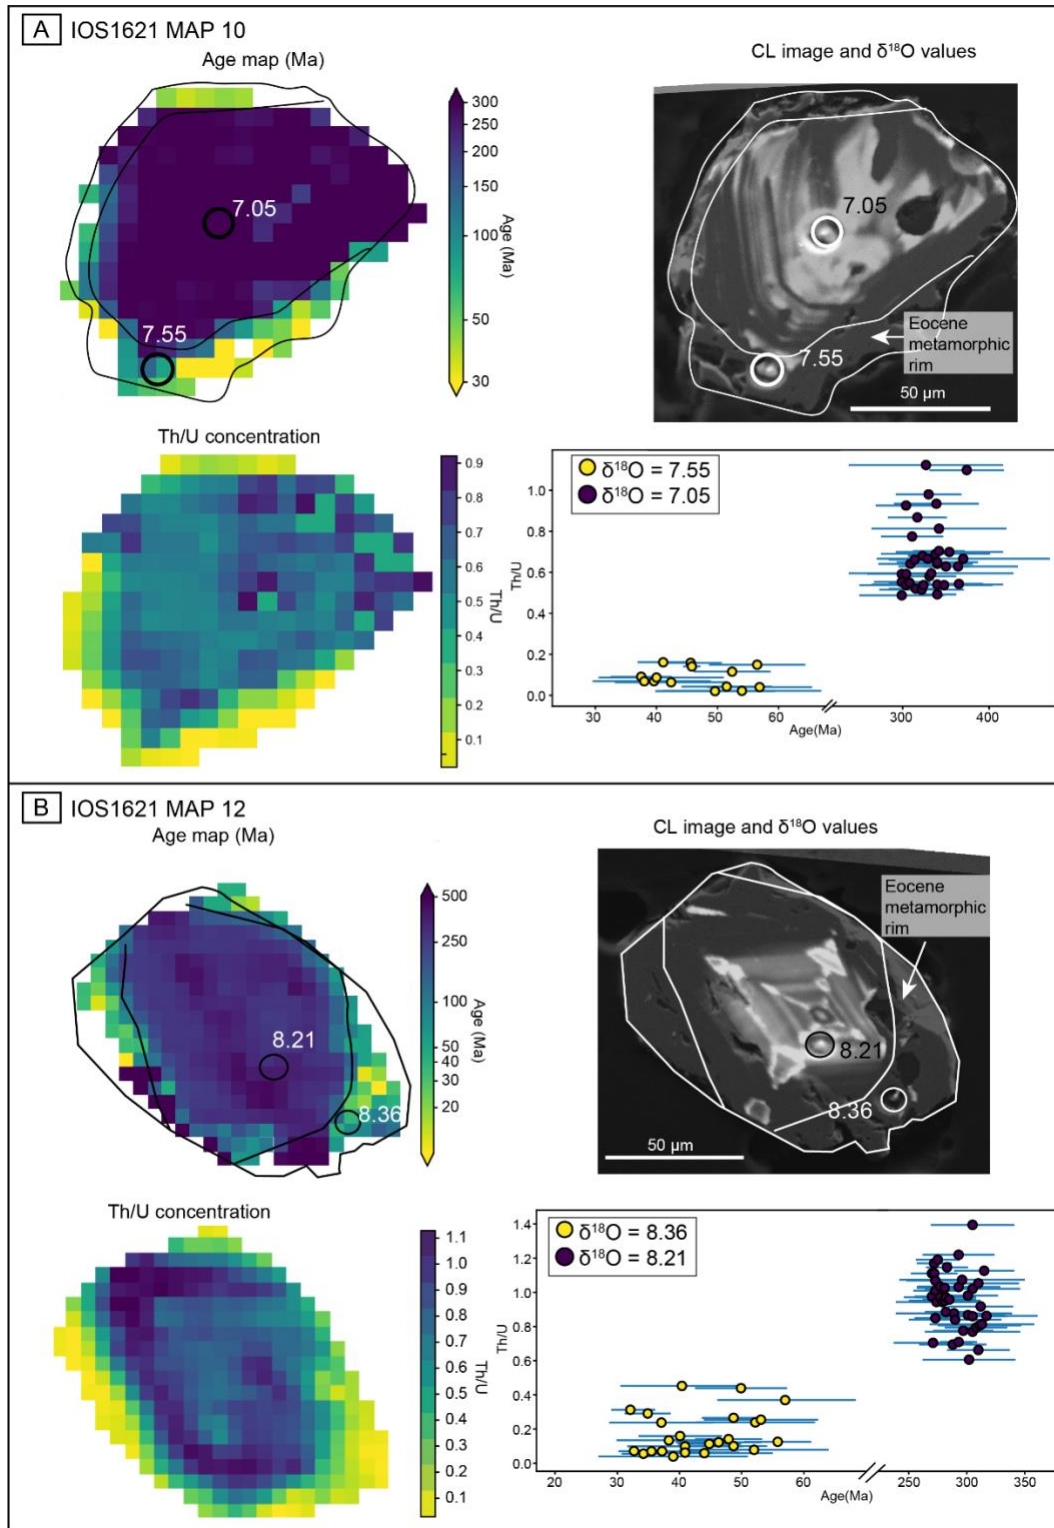 A IOS1621 MAP 10
Age map (Ma)
CL image and δ¹⁸O values
300
250
200
150
100
50
30
Age (Ma)
7.05
7.55
7.05
7.55
Eocene
metamorphic
rim
50 µm
Th/U concentration
0.9
0.8
0.7
0.6
0.5
0.4
0.3
0.2
0.1
Th/U
δ¹⁸O = 7.55
δ¹⁸O = 7.05
1.0
0.8
0.6
0.4
0.2
0.0
Th/U
30 40 50 60 300 400
Age(Ma)
B IOS1621 MAP 12
Age map (Ma)
CL image and δ¹⁸O values
500
250
100
50
40
30
20
Age (Ma)
8.21
8.36
Eocene
metamorphic
rim
8.21
8.36
50 µm
Th/U concentration
1.1
1.0
0.9
0.8
0.7
0.6
0.5
0.4
0.3
0.2
0.1
Th/U
δ¹⁸O = 8.36
δ¹⁸O = 8.21
1.4
1.2
1.0
0.8
0.6
0.4
0.2
0.0
Th/U
20 30 40 50 60 250 300 350
Age(Ma)